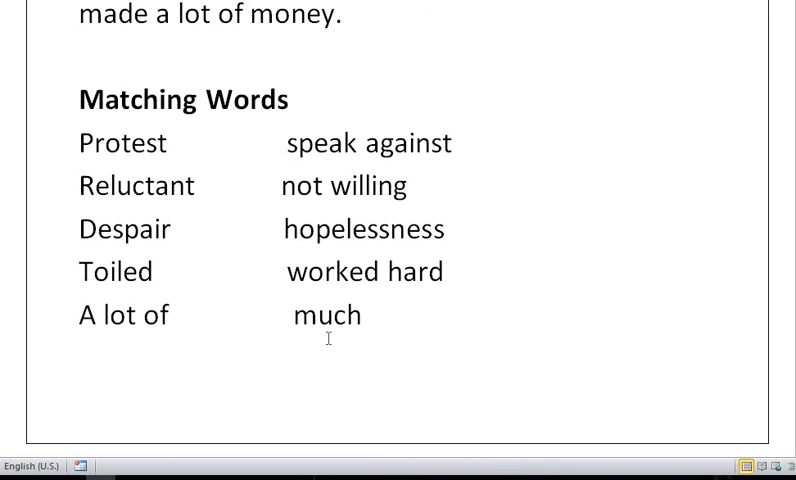 made a lot of money.
Matching Words
Protest speak against
Reluctant not willing
Despair hopelessness
Toiled worked hard
A lot of much
English (U.S.)